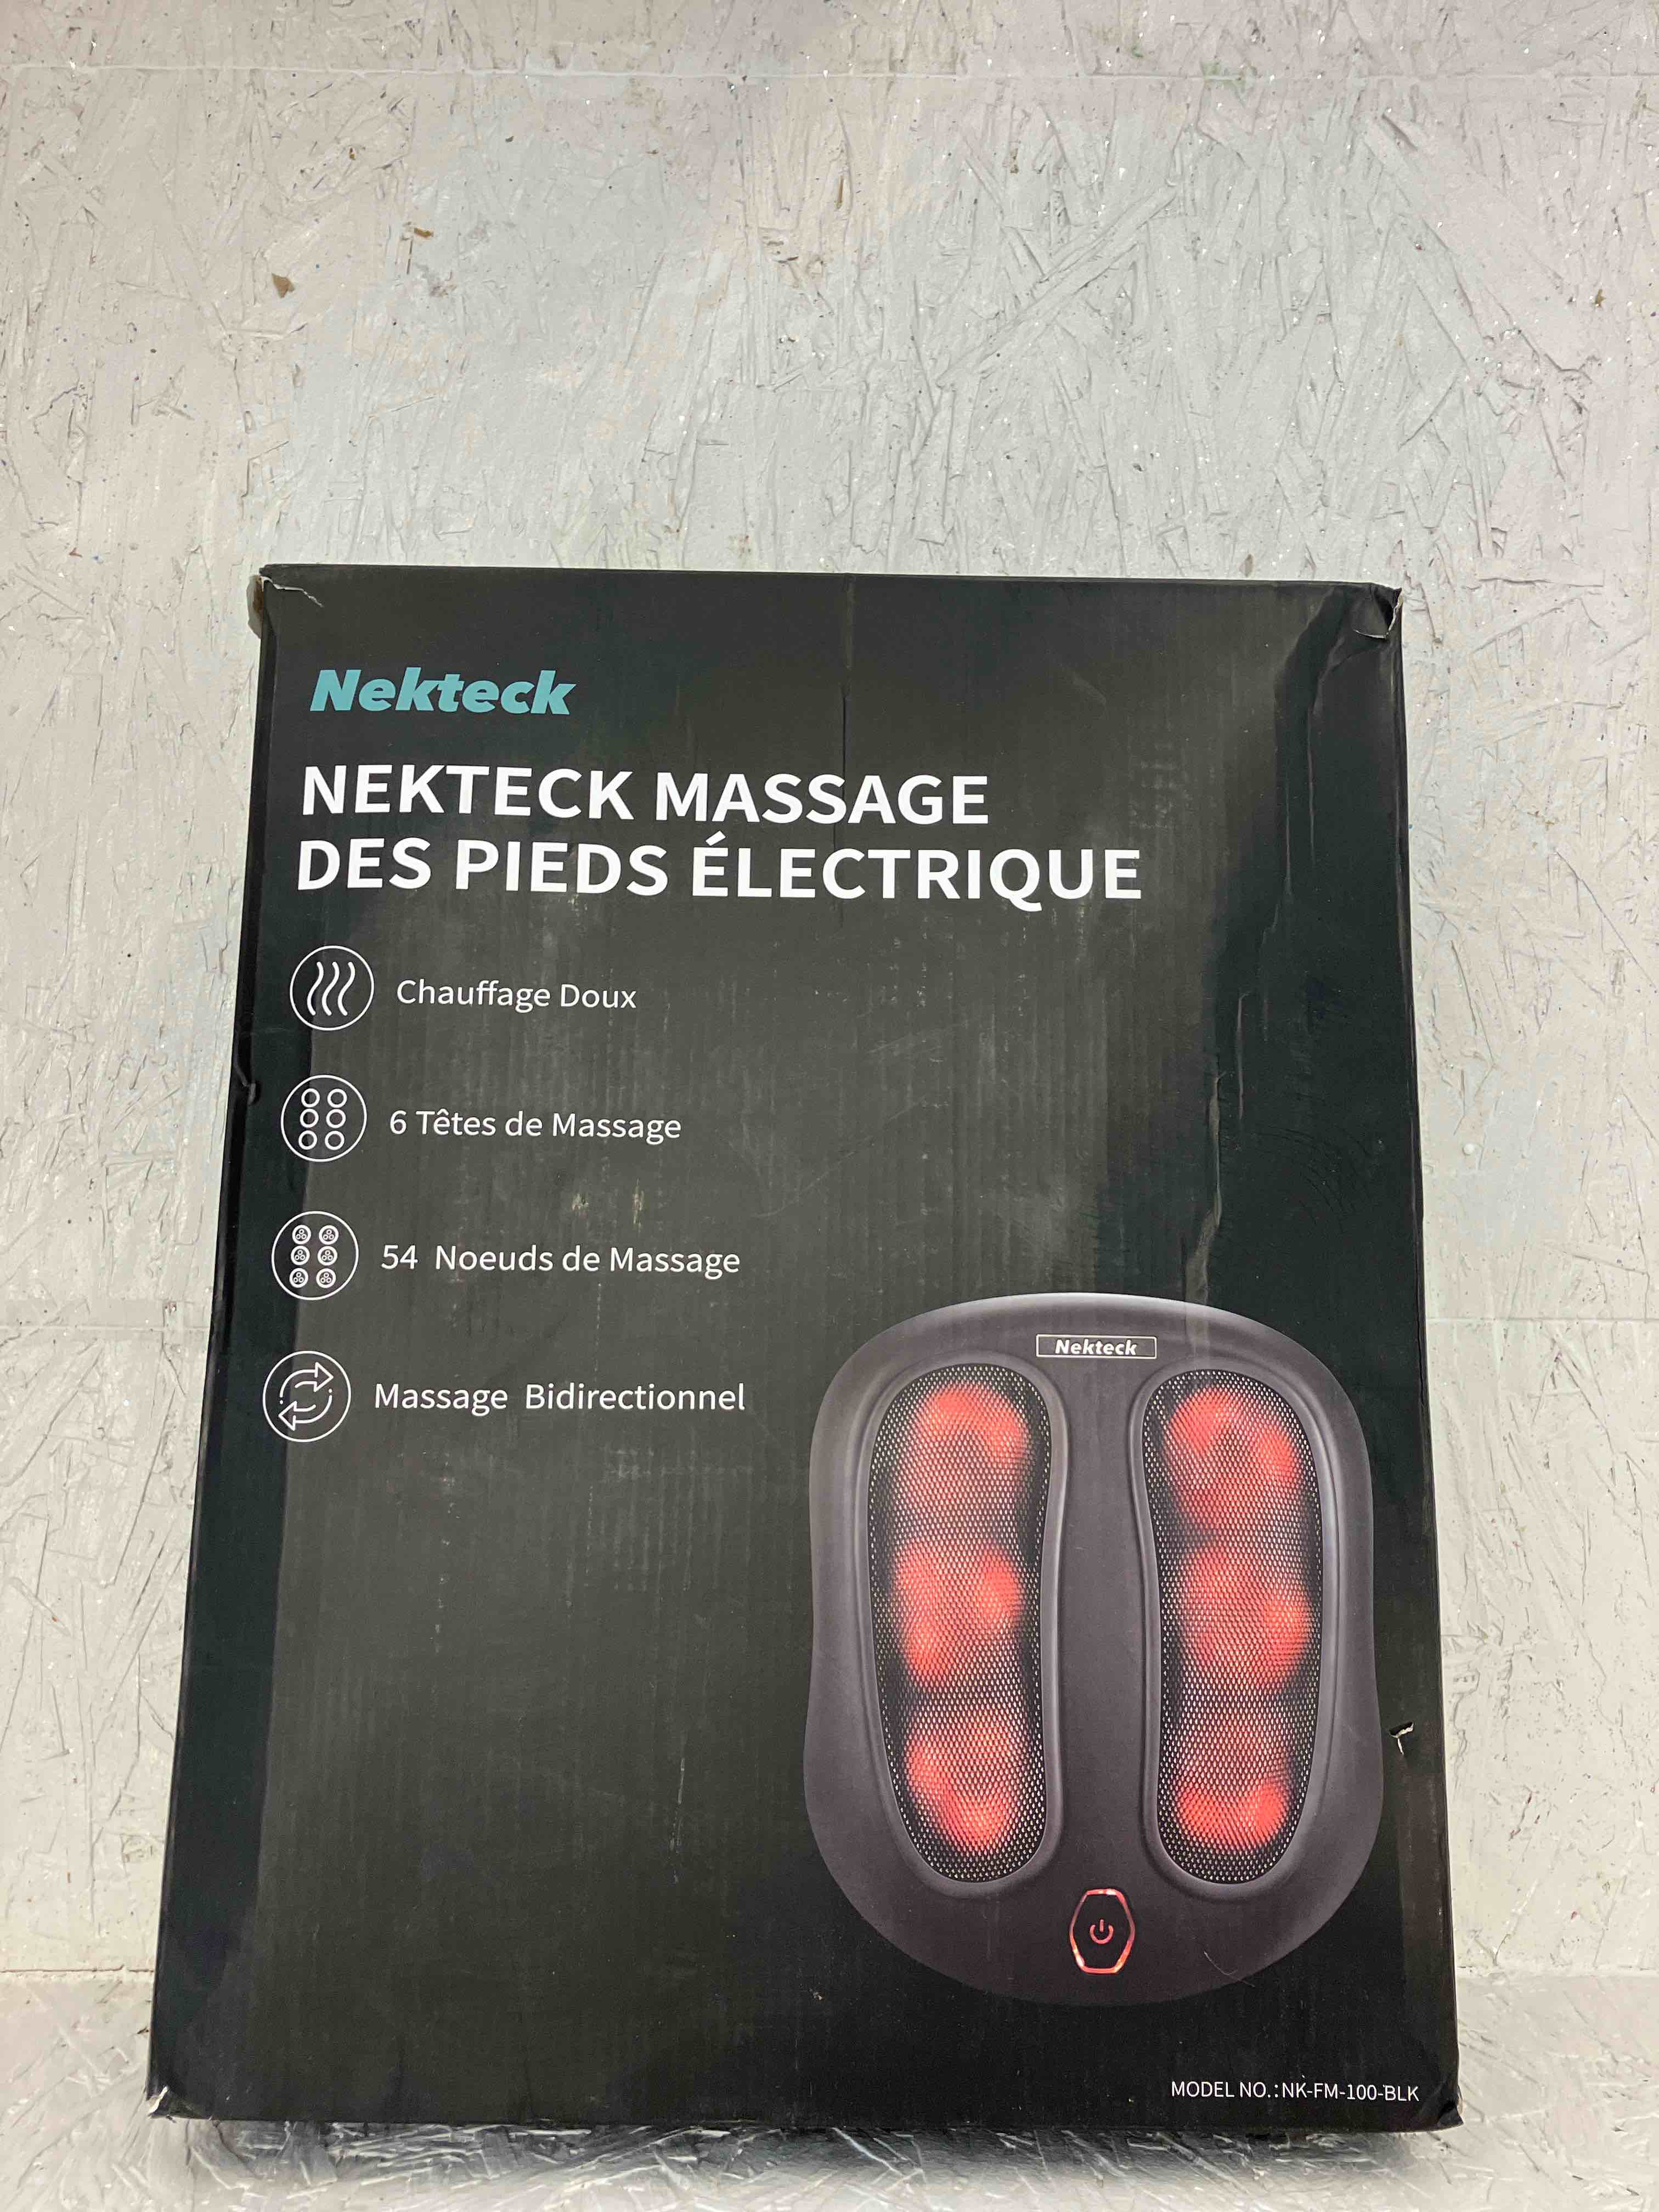 Nekteck
NEKTECK MASSAGE
DES PIEDS ÉLECTRIQUE
Chauffage Doux
6 Têtes de Massage
54 Noeuds de Massage
Massage Bidirectionnel
Nekteck
MODEL NO.:NK-FM-100-BLK